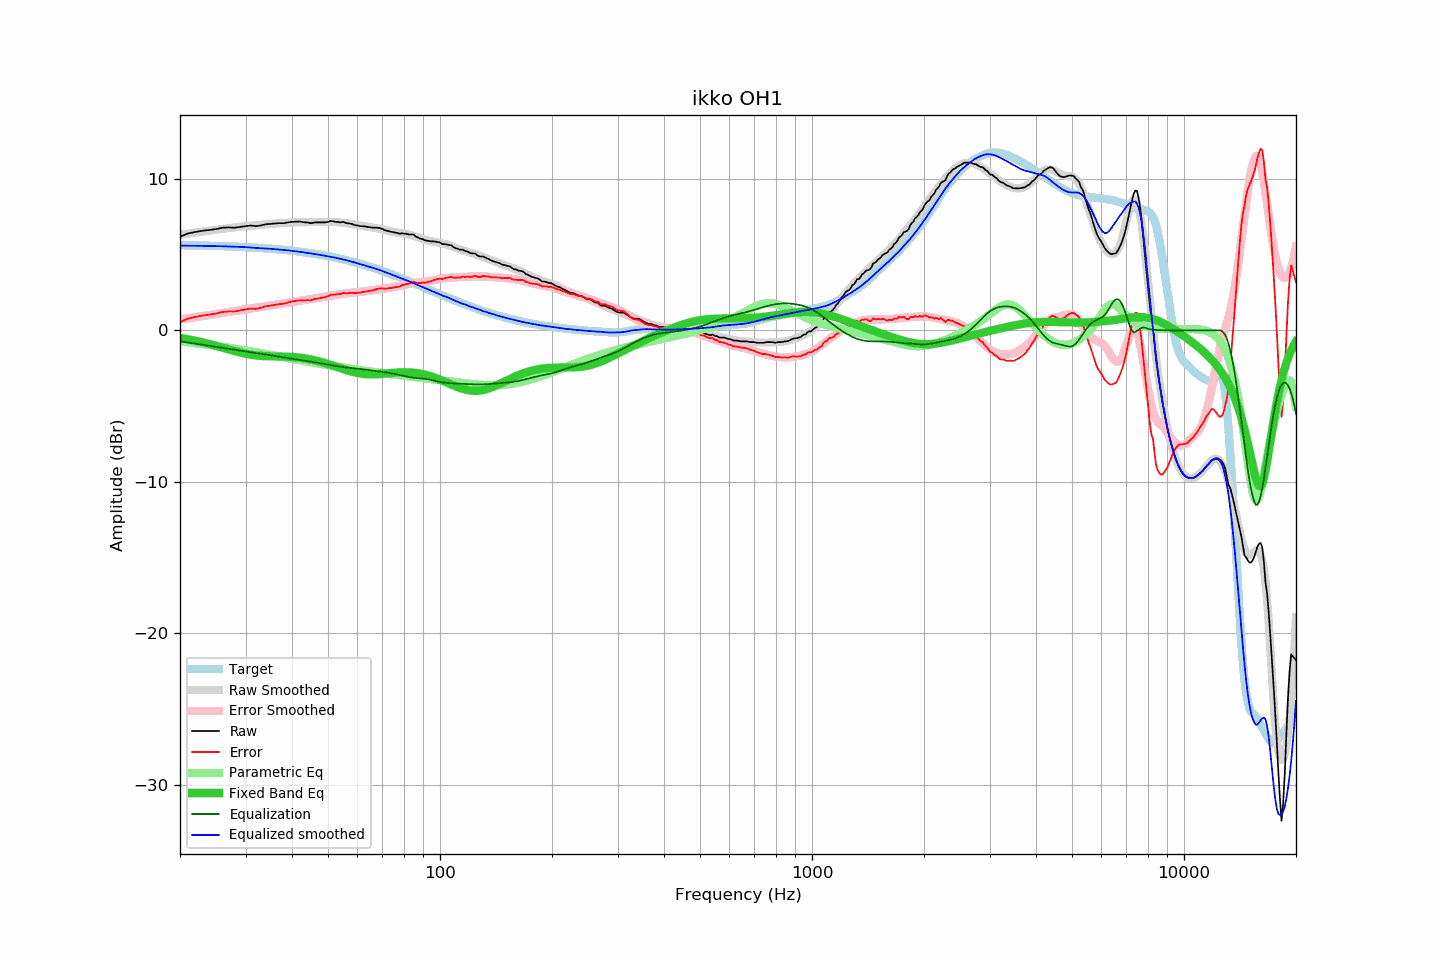 ikko OH1
10
0
−10
−20
−30
Amplitude (dBr)
Target
Raw Smoothed
Error Smoothed
Raw
Error
Parametric Eq
Fixed Band Eq
Equalization
Equalized smoothed
100
1000
10000
Frequency (Hz)